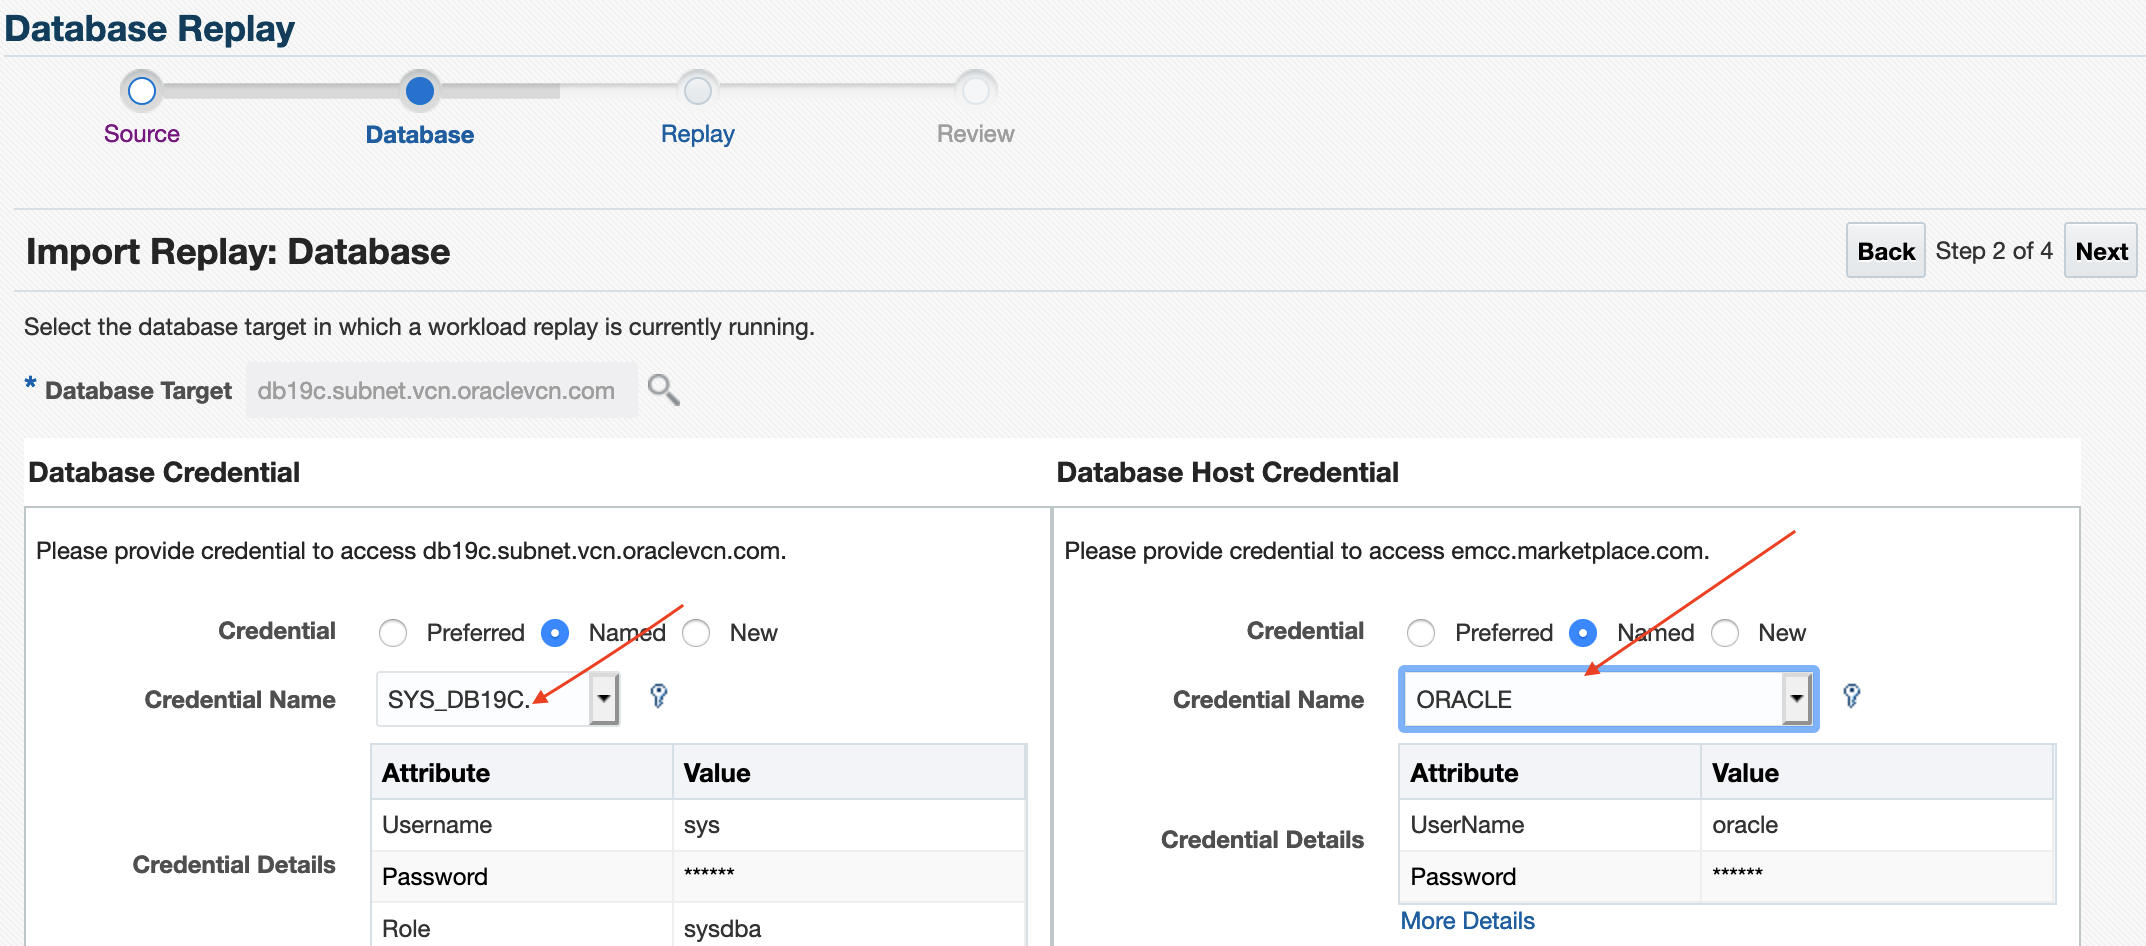 Database Replay
Source Database Replay Review
Import Replay: Database
Back Step 2 of 4 Next
Select the database target in which a workload replay is currently running.
* Database Target db19c.subnet.vcn.oraclevcn.com
Database Credential
Please provide credential to access db19c.subnet.vcn.oraclevcn.com.
Credential Preferred Named New
Credential Name SYS_DB19C.
Credential Details
Attribute Value
Username sys
Password ******
Role sysdba
Database Host Credential
Please provide credential to access emcc.marketplace.com.
Credential Preferred Named New
Credential Name ORACLE
Credential Details
Attribute Value
UserName oracle
Password ******
More Details